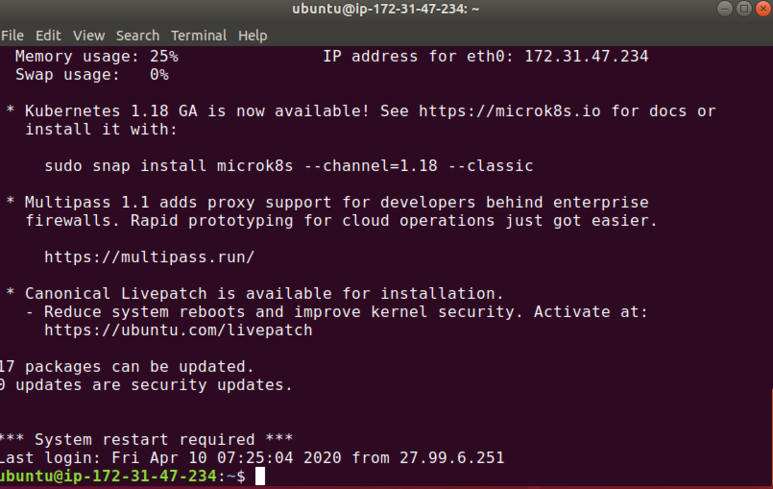 ubuntu@ip-172-31-47-234: ~
File Edit View Search Terminal Help
Memory usage: 25% IP address for eth0: 172.31.47.234
Swap usage: 0%
* Kubernetes 1.18 GA is now available! See https://microk8s.io for docs or
install it with:
sudo snap install microk8s --channel=1.18 --classic
* Multipass 1.1 adds proxy support for developers behind enterprise
firewalls. Rapid prototyping for cloud operations just got easier.
https://multipass.run/
* Canonical Livepatch is available for installation.
- Reduce system reboots and improve kernel security. Activate at:
https://ubuntu.com/livepatch
17 packages can be updated.
0 updates are security updates.
*** System restart required ***
Last login: Fri Apr 10 07:25:04 2020 from 27.99.6.251
ubuntu@ip-172-31-47-234:~$